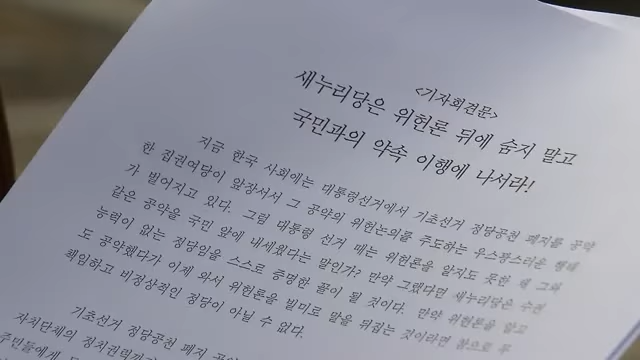 <기자회견문>
새누리당은 위헌론 뒤에 숨지 말고
국민과의 약속 이행에 나서라!
지금 한국 사회에는 대통령선거에서 기초선거 정당공천 폐지를 공약
한 집권여당이 앞장서서 그 공약의 위헌논의를 주도하는 우스꽝스러운 행태
가 벌어지고 있다. 그럼 대통령 선거 때는 위헌론을 알지도 못한 채 그와
같은 공약을 국민 앞에 내세웠다는 말인가? 만약 그랬다면 새누리당은 수권
능력이 없는 정당임을 스스로 증명한 꼴이 될 것이다. 만약 위헌론을 알고
도 공약했다가 이제 와서 위헌론을 빌미로 말을 뒤집는 것이라면 참으로 무
책임하고 비정상적인 정당이 아닐 수 없다.
기초선거 정당공천 폐지
자치단체의
주민들에게